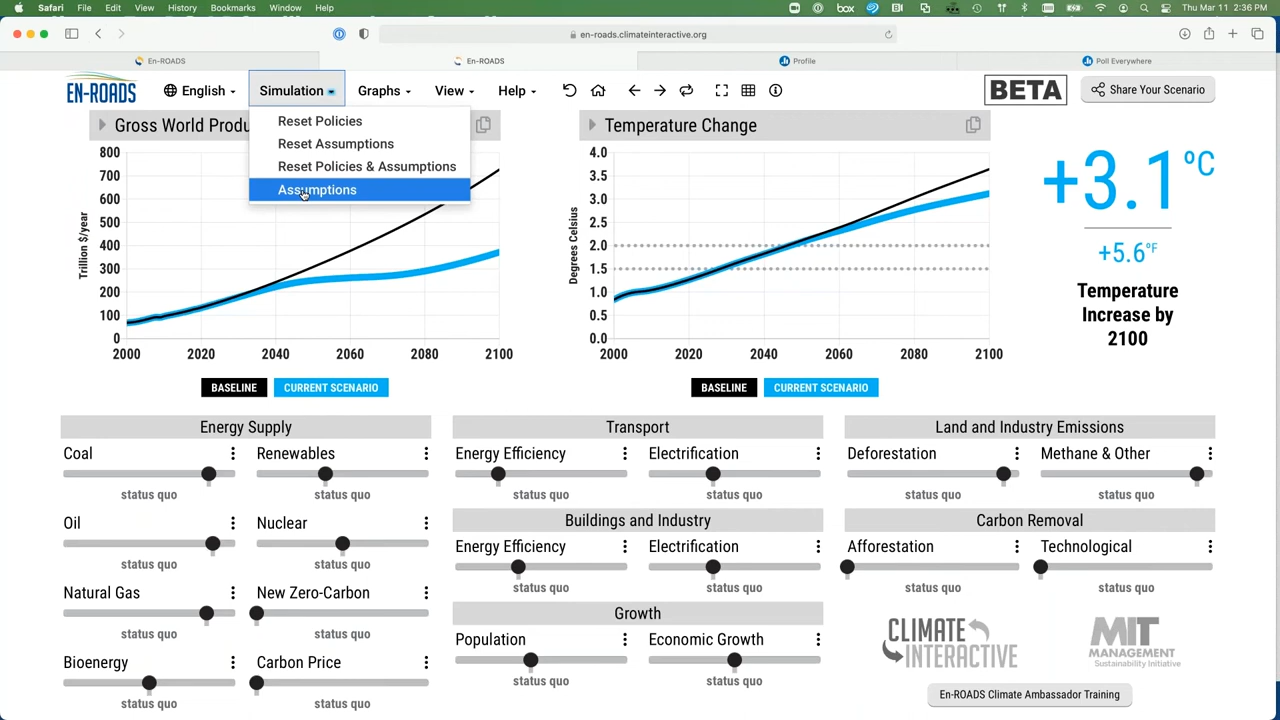 Safari File Edit View History Bookmarks Window Help
box
Thu Mar 11 2:36 PM
en-roads.climateinteractive.org
En-ROADS
En-ROADS
Profile
Poll Everywhere
EN-ROADS
English
Simulation
Graphs
View
Help
BETA
Share Your Scenario
Reset Policies
Reset Assumptions
Reset Policies & Assumptions
Assumptions
Gross World Produ
Trillion $/year
800
700
600
500
400
300
200
100
0
2000 2020 2040 2060 2080 2100
BASELINE CURRENT SCENARIO
Temperature Change
Degrees Celsius
4.0
3.5
3.0
2.5
2.0
1.5
1.0
0.5
0.0
2000 2020 2040 2060 2080 2100
BASELINE CURRENT SCENARIO
+3.1 ºC
+5.6 ºF
Temperature
Increase by
2100
Energy Supply
Coal
status quo
Renewables
status quo
Oil
status quo
Nuclear
status quo
Natural Gas
status quo
New Zero-Carbon
status quo
Bioenergy
status quo
Carbon Price
status quo
Transport
Energy Efficiency
status quo
Electrification
status quo
Buildings and Industry
Energy Efficiency
status quo
Electrification
status quo
Growth
Population
status quo
Economic Growth
status quo
Land and Industry Emissions
Deforestation
status quo
Methane & Other
status quo
Carbon Removal
Afforestation
status quo
Technological
status quo
CLIMATE
INTERACTIVE
MIT
MANAGEMENT
Sustainability Initiative
En-ROADS Climate Ambassador Training